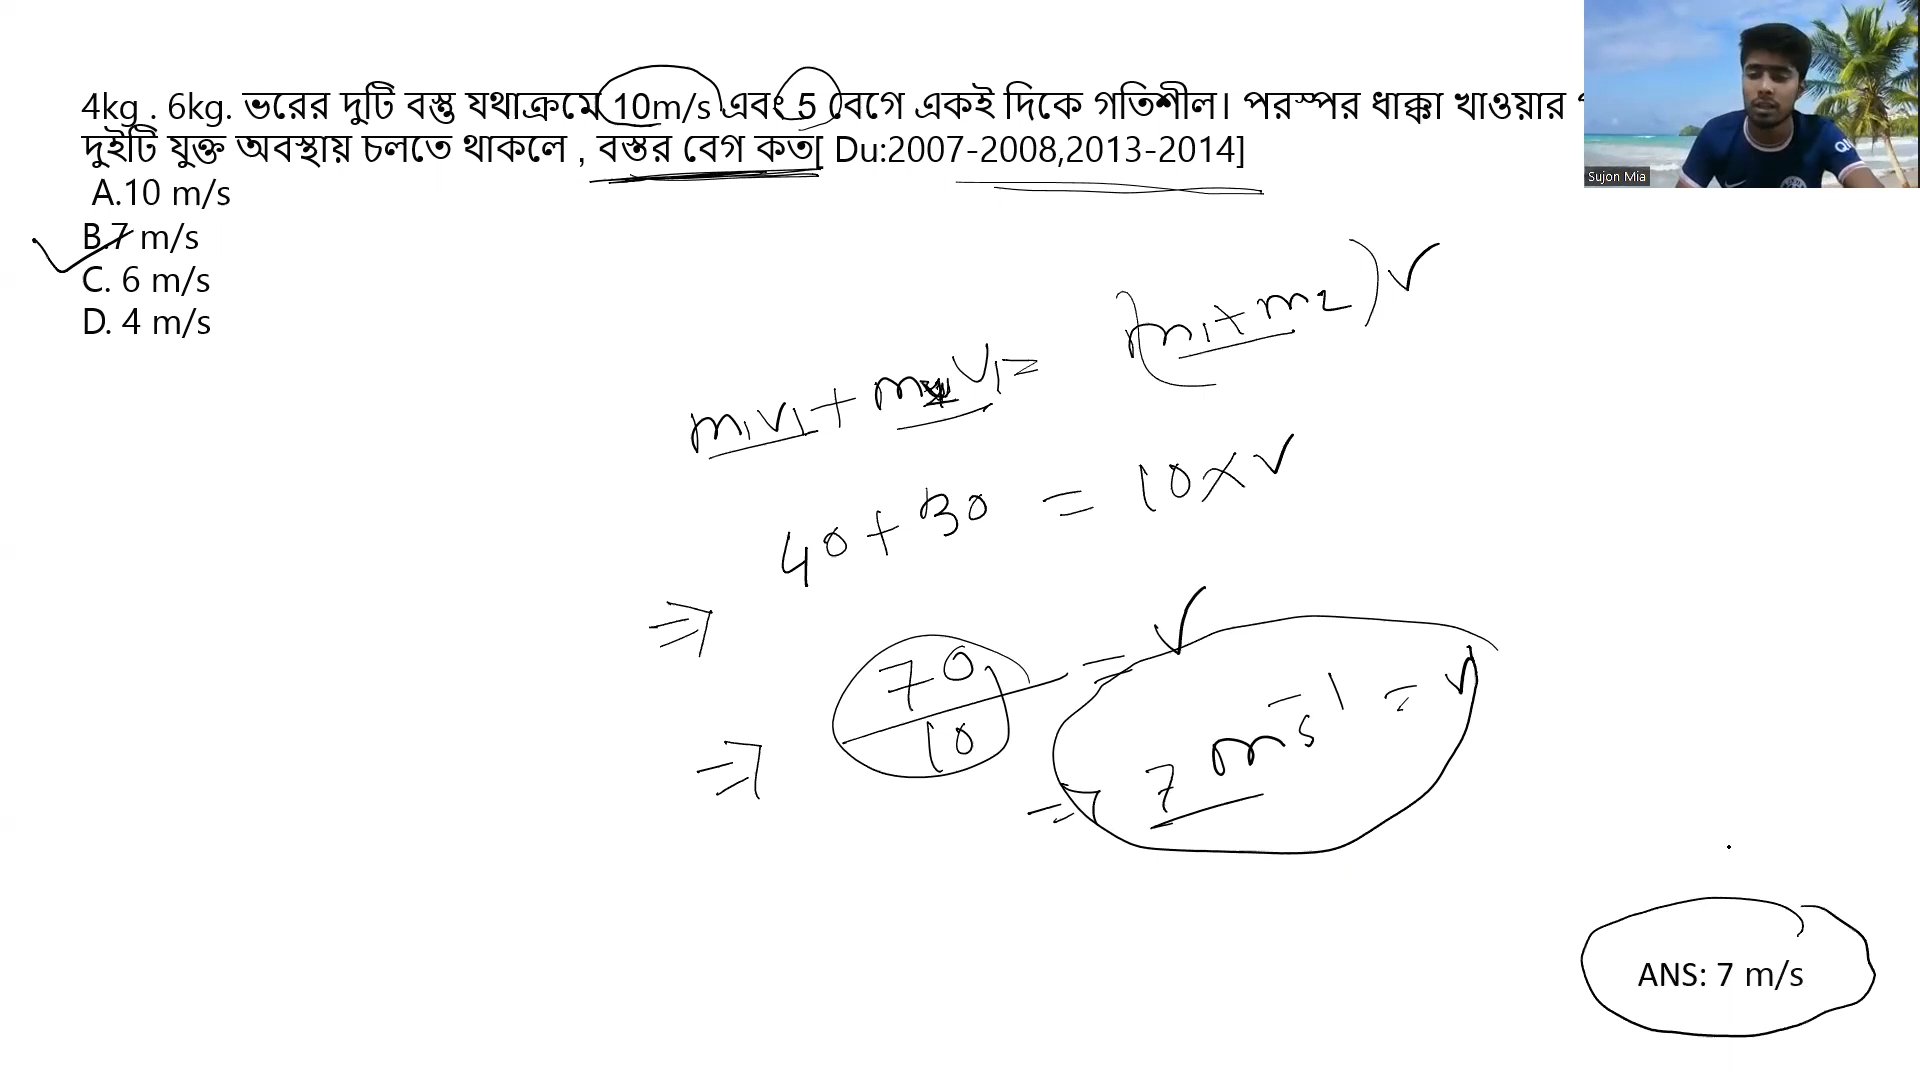 4kg . 6kg. ভরের দুটি বস্তু যথাক্রমে 10m/s এবং 5 বেগে একই দিকে গতিশীল। পরস্পর ধাক্কা খাওয়ার
দুইটি যুক্ত অবস্থায় চলতে থাকলে , বস্তর বেগ কত[ Du:2007-2008,2013-2014]
A.10 m/s
B.7 m/s
C. 6 m/s
D. 4 m/s
Sujon Mia
(m1+m2)v
m1v1+m V1=
40+30 = 10×v
⇒
70/10 = v
⇒
⇒ 7 ms-1 = v
ANS: 7 m/s